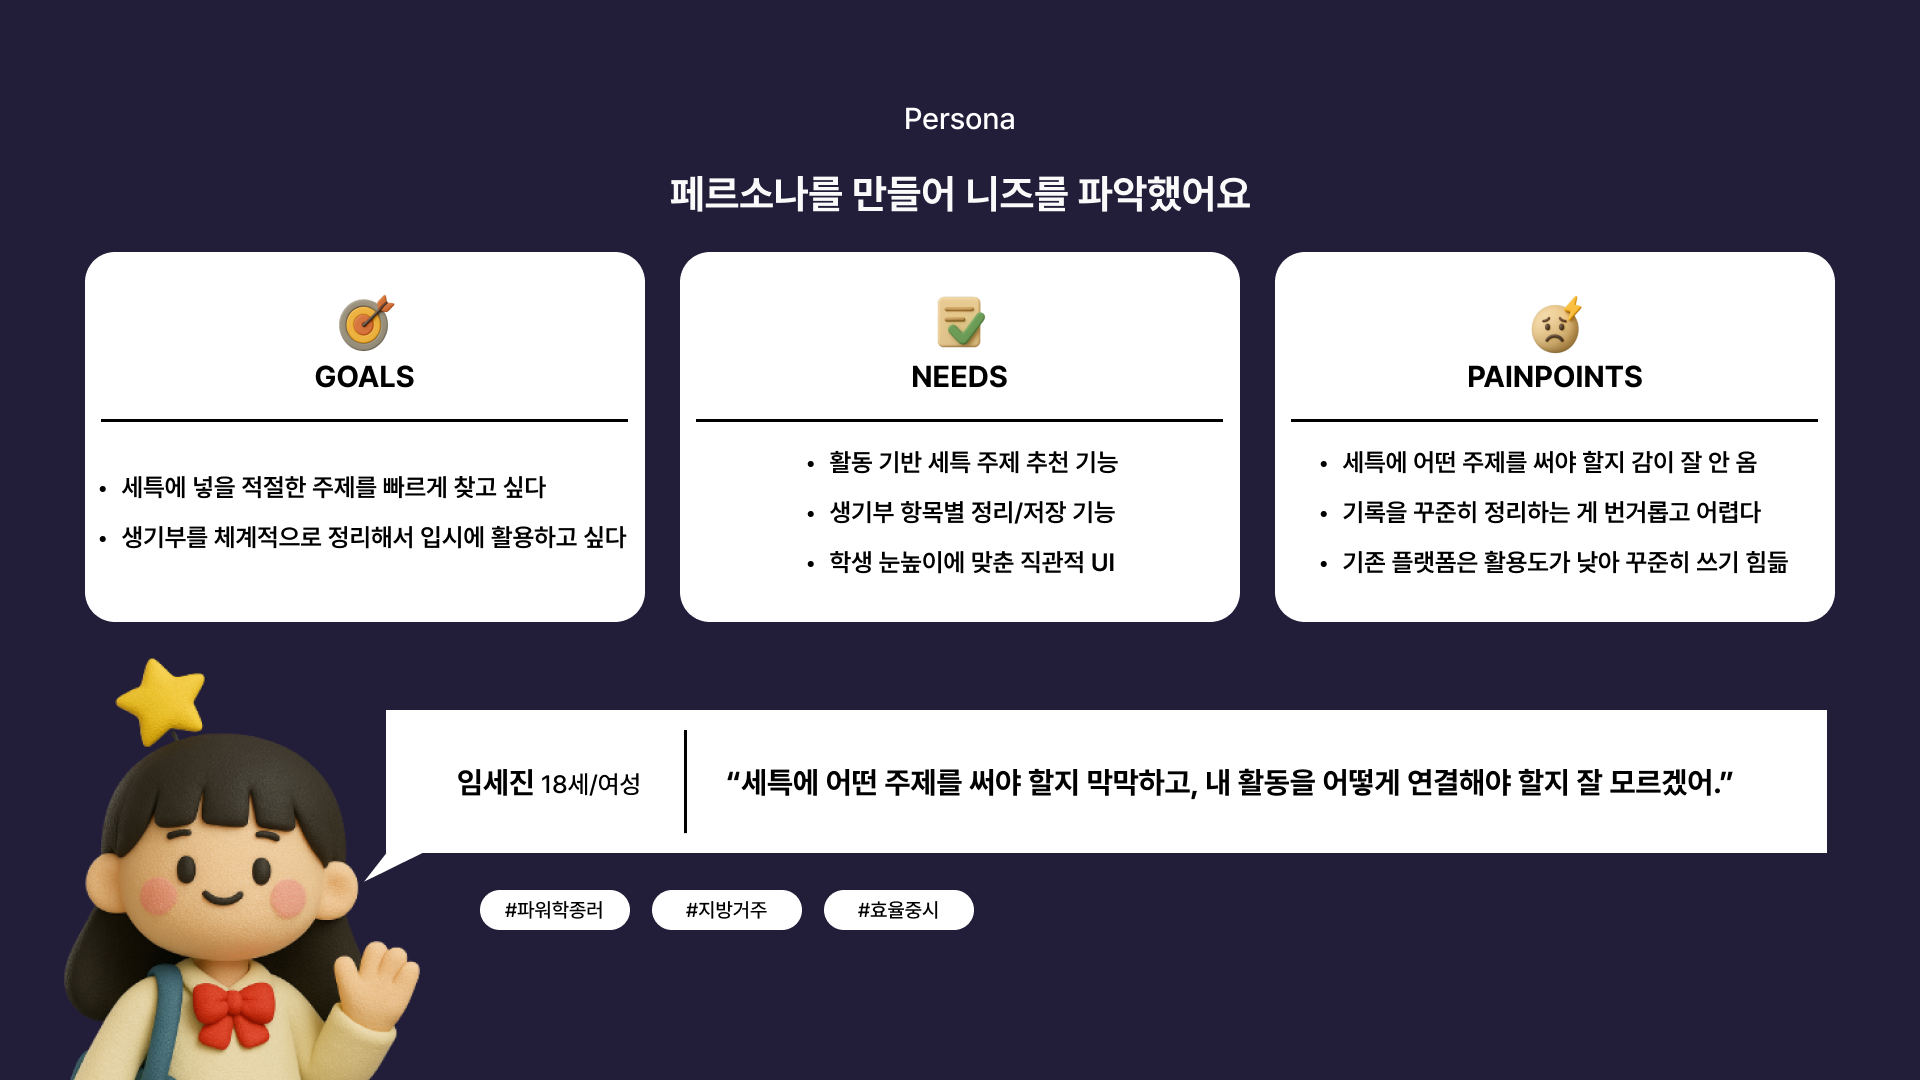 Persona
페르소나를 만들어 니즈를 파악했어요
GOALS
• 세특에 넣을 적절한 주제를 빠르게 찾고 싶다
• 생기부를 체계적으로 정리해서 입시에 활용하고 싶다
NEEDS
• 활동 기반 세특 주제 추천 기능
• 생기부 항목별 정리/저장 기능
• 학생 눈높이에 맞춘 직관적 UI
PAINPOINTS
• 세특에 어떤 주제를 써야 할지 감이 잘 안 옴
• 기록을 꾸준히 정리하는 게 번거롭고 어렵다
• 기존 플랫폼은 활용도가 낮아 꾸준히 쓰기 힘듦
임세진 18세/여성
“세특에 어떤 주제를 써야 할지 막막하고, 내 활동을 어떻게 연결해야 할지 잘 모르겠어.”
#파워학종러
#지방거주
#효율중시